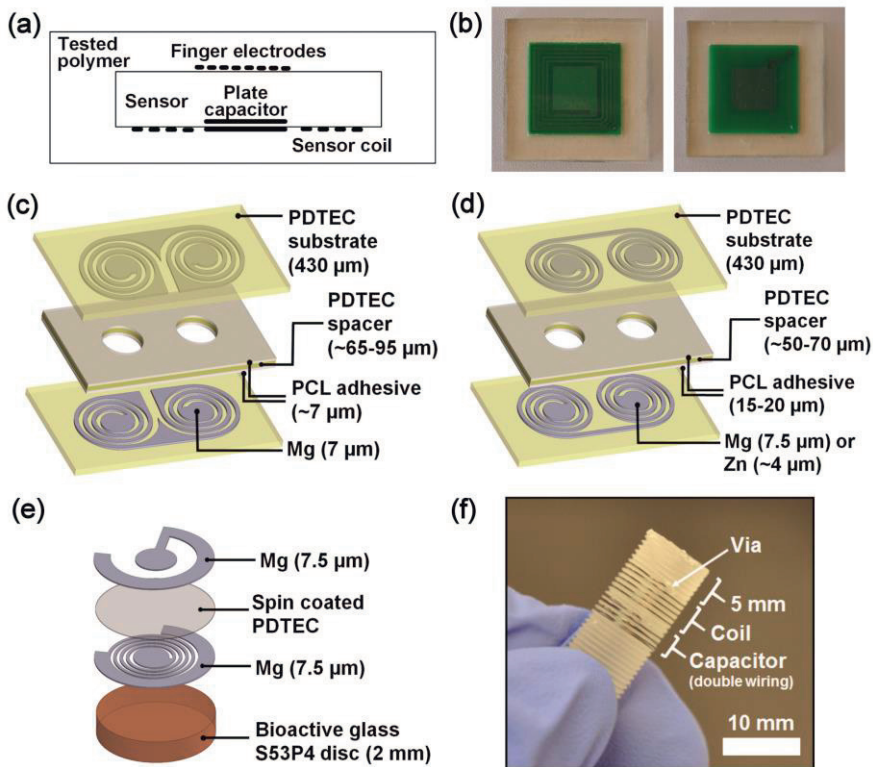 (a)
Tested
polymer
Finger electrodes
Sensor
Plate
capacitor
Sensor coil
(b)
(c)
PDTEC
substrate
(430 µm)
PDTEC
spacer
(~65-95 µm)
PCL adhesive
(~7 µm)
Mg (7 µm)
(d)
PDTEC
substrate
(430 µm)
PDTEC
spacer
(~50-70 µm)
PCL adhesive
(15-20 µm)
Mg (7.5 µm) or
Zn (~4 µm)
(e)
Mg (7.5 µm)
Spin coated
PDTEC
Mg (7.5 µm)
Bioactive glass
S53P4 disc (2 mm)
(f)
Via
5 mm
Coil
Capacitor
(double wiring)
10 mm